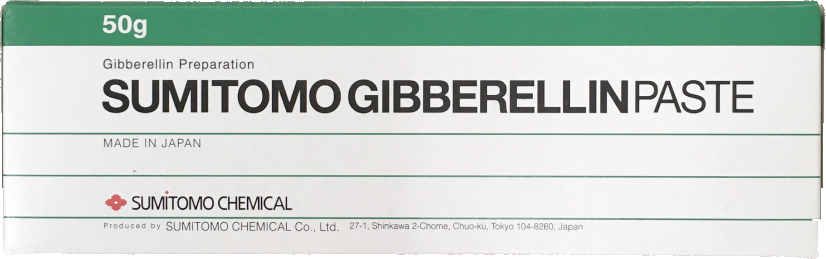 50g
Gibberellin Preparation
SUMITOMO GIBBERELLIN PASTE
MADE IN JAPAN
SUMITOMO CHEMICAL
Produced by SUMITOMO CHEMICAL Co., Ltd. 27-1, Shinkawa 2-Chome, Chuo-ku, Tokyo 104-8260, Japan